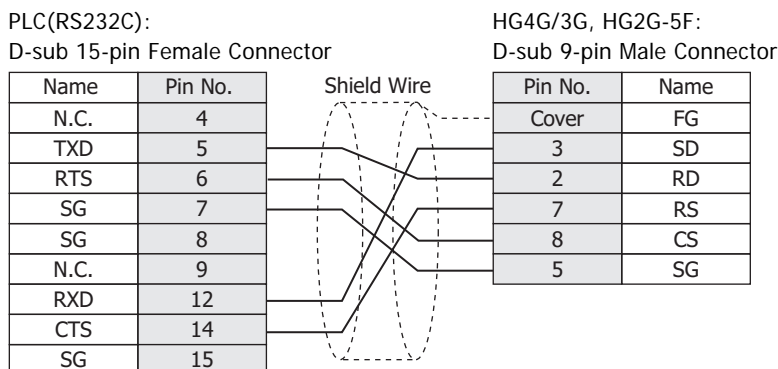 PLC(RS232C):
D-sub 15-pin Female Connector
HG4G/3G, HG2G-5F:
D-sub 9-pin Male Connector
Shield Wire
Name Pin No.
N.C. 4
TXD 5
RTS 6
SG 7
SG 8
N.C. 9
RXD 12
CTS 14
SG 15
Pin No. Name
Cover FG
3 SD
2 RD
7 RS
8 CS
5 SG